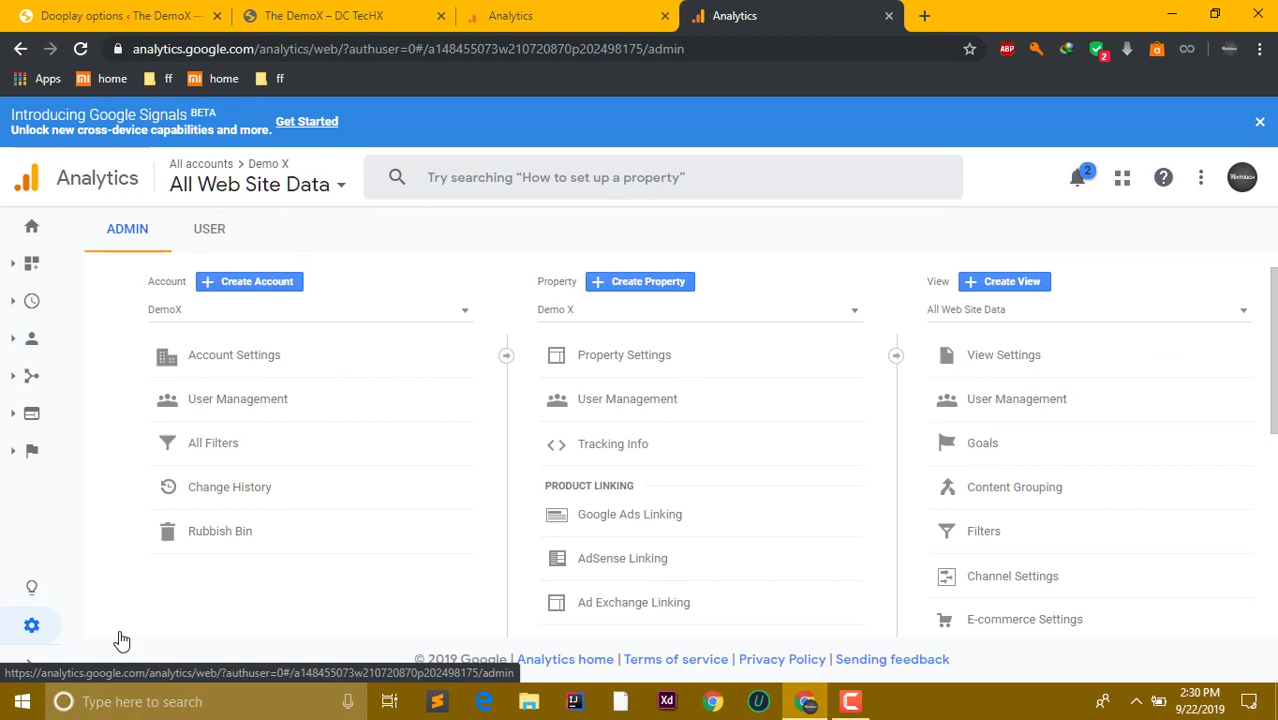 Dooplay options ‹ The DemoX —
The DemoX – DC TecHX
Analytics
Analytics
analytics.google.com/analytics/web/?authuser=0#/a148455073w210720870p202498175/admin
ABP
2
Apps
home
ff
home
ff
Introducing Google Signals BETA
Unlock new cross-device capabilities and more. Get Started
Analytics
All accounts > Demo X
All Web Site Data
Try searching “How to set up a property”
2
ADMIN
USER
Account
Create Account
DemoX
Account Settings
User Management
All Filters
Change History
Rubbish Bin
Property
Create Property
Demo X
Property Settings
User Management
Tracking Info
PRODUCT LINKING
Google Ads Linking
AdSense Linking
Ad Exchange Linking
View
Create View
All Web Site Data
View Settings
User Management
Goals
Content Grouping
Filters
Channel Settings
E-commerce Settings
© 2019 Google | Analytics home | Terms of service | Privacy Policy | Sending feedback
https://analytics.google.com/analytics/web/?authuser=0#/a148455073w210720870p202498175/admin
Type here to search
Xd
2:30 PM
9/22/2019